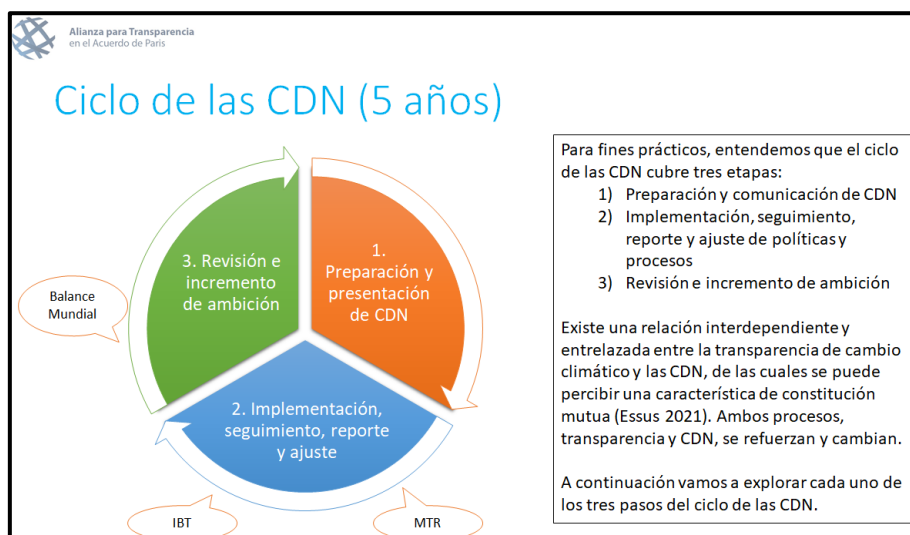 Alianza para Transparencia
en el Acuerdo de Paris
Ciclo de las CDN (5 años)
3. Revisión e
incremento
de ambición
1.
Preparación y
presentación
de CDN
2. Implementación,
seguimiento, reporte
y ajuste
Balance
Mundial
IBT
MTR
Para fines prácticos, entendemos que el ciclo
de las CDN cubre tres etapas:
1) Preparación y comunicación de CDN
2) Implementación, seguimiento,
reporte y ajuste de políticas y
procesos
3) Revisión e incremento de ambición
Existe una relación interdependiente y
entrelazada entre la transparencia de cambio
climático y las CDN, de las cuales se puede
percibir una característica de constitución
mutua (Essus 2021). Ambos procesos,
transparencia y CDN, se refuerzan y cambian.
A continuación vamos a explorar cada uno de
los tres pasos del ciclo de las CDN.